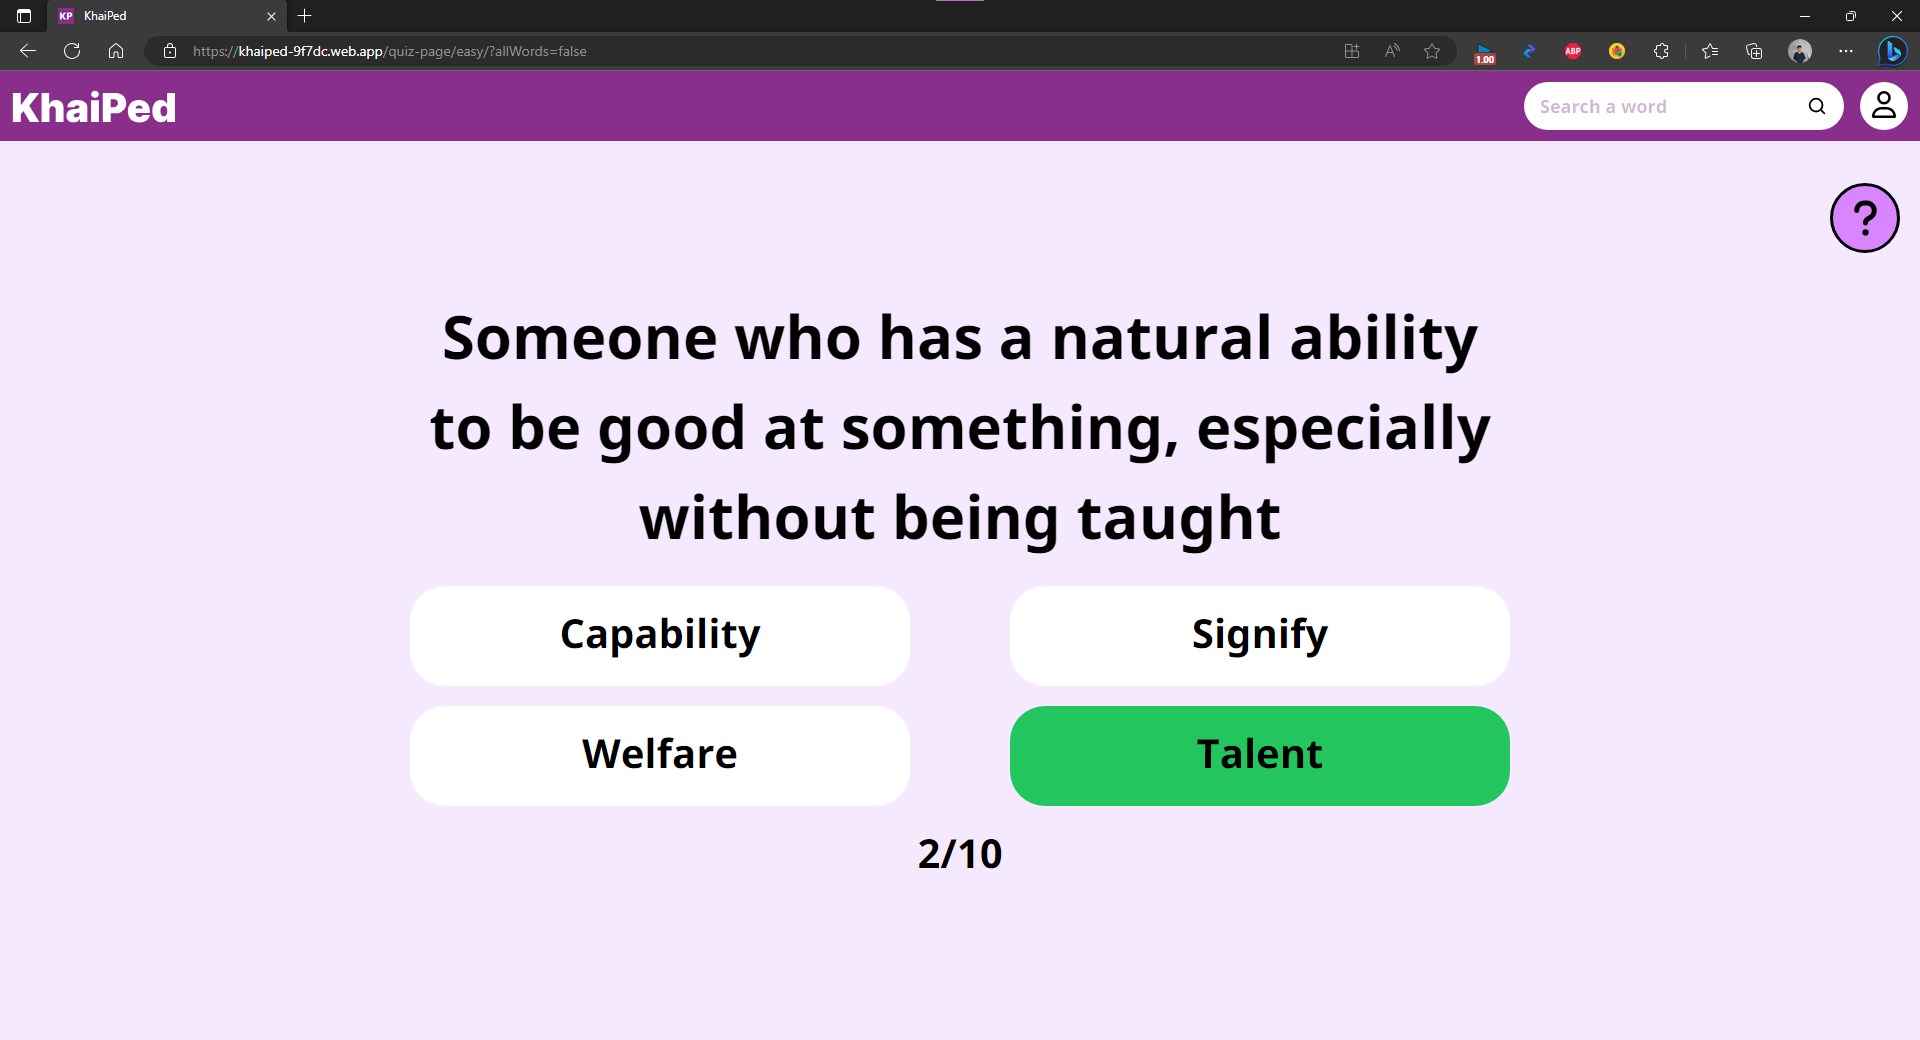 KP KhaiPed
https://khaiped-9f7dc.web.app/quiz-page/easy/?allWords=false
1.00
ABP
KhaiPed
Search a word
?
Someone who has a natural ability
to be good at something, especially
without being taught
Capability
Signify
Welfare
Talent
2/10